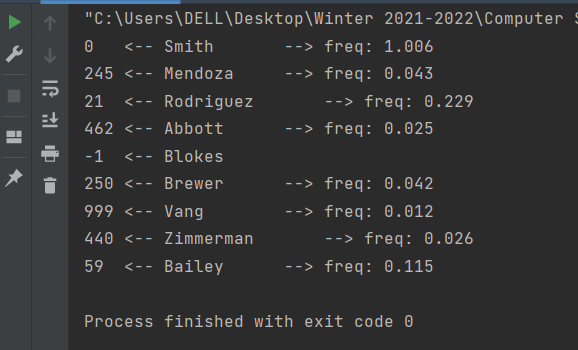 "C:\Users\DELL\Desktop\Winter 2021-2022\Computer
0   <-- Smith       --> freq: 1.006
245 <-- Mendoza     --> freq: 0.043
21  <-- Rodriguez       --> freq: 0.229
462 <-- Abbott      --> freq: 0.025
-1  <-- Blokes
250 <-- Brewer      --> freq: 0.042
999 <-- Vang        --> freq: 0.012
440 <-- Zimmerman       --> freq: 0.026
59  <-- Bailey      --> freq: 0.115
Process finished with exit code 0